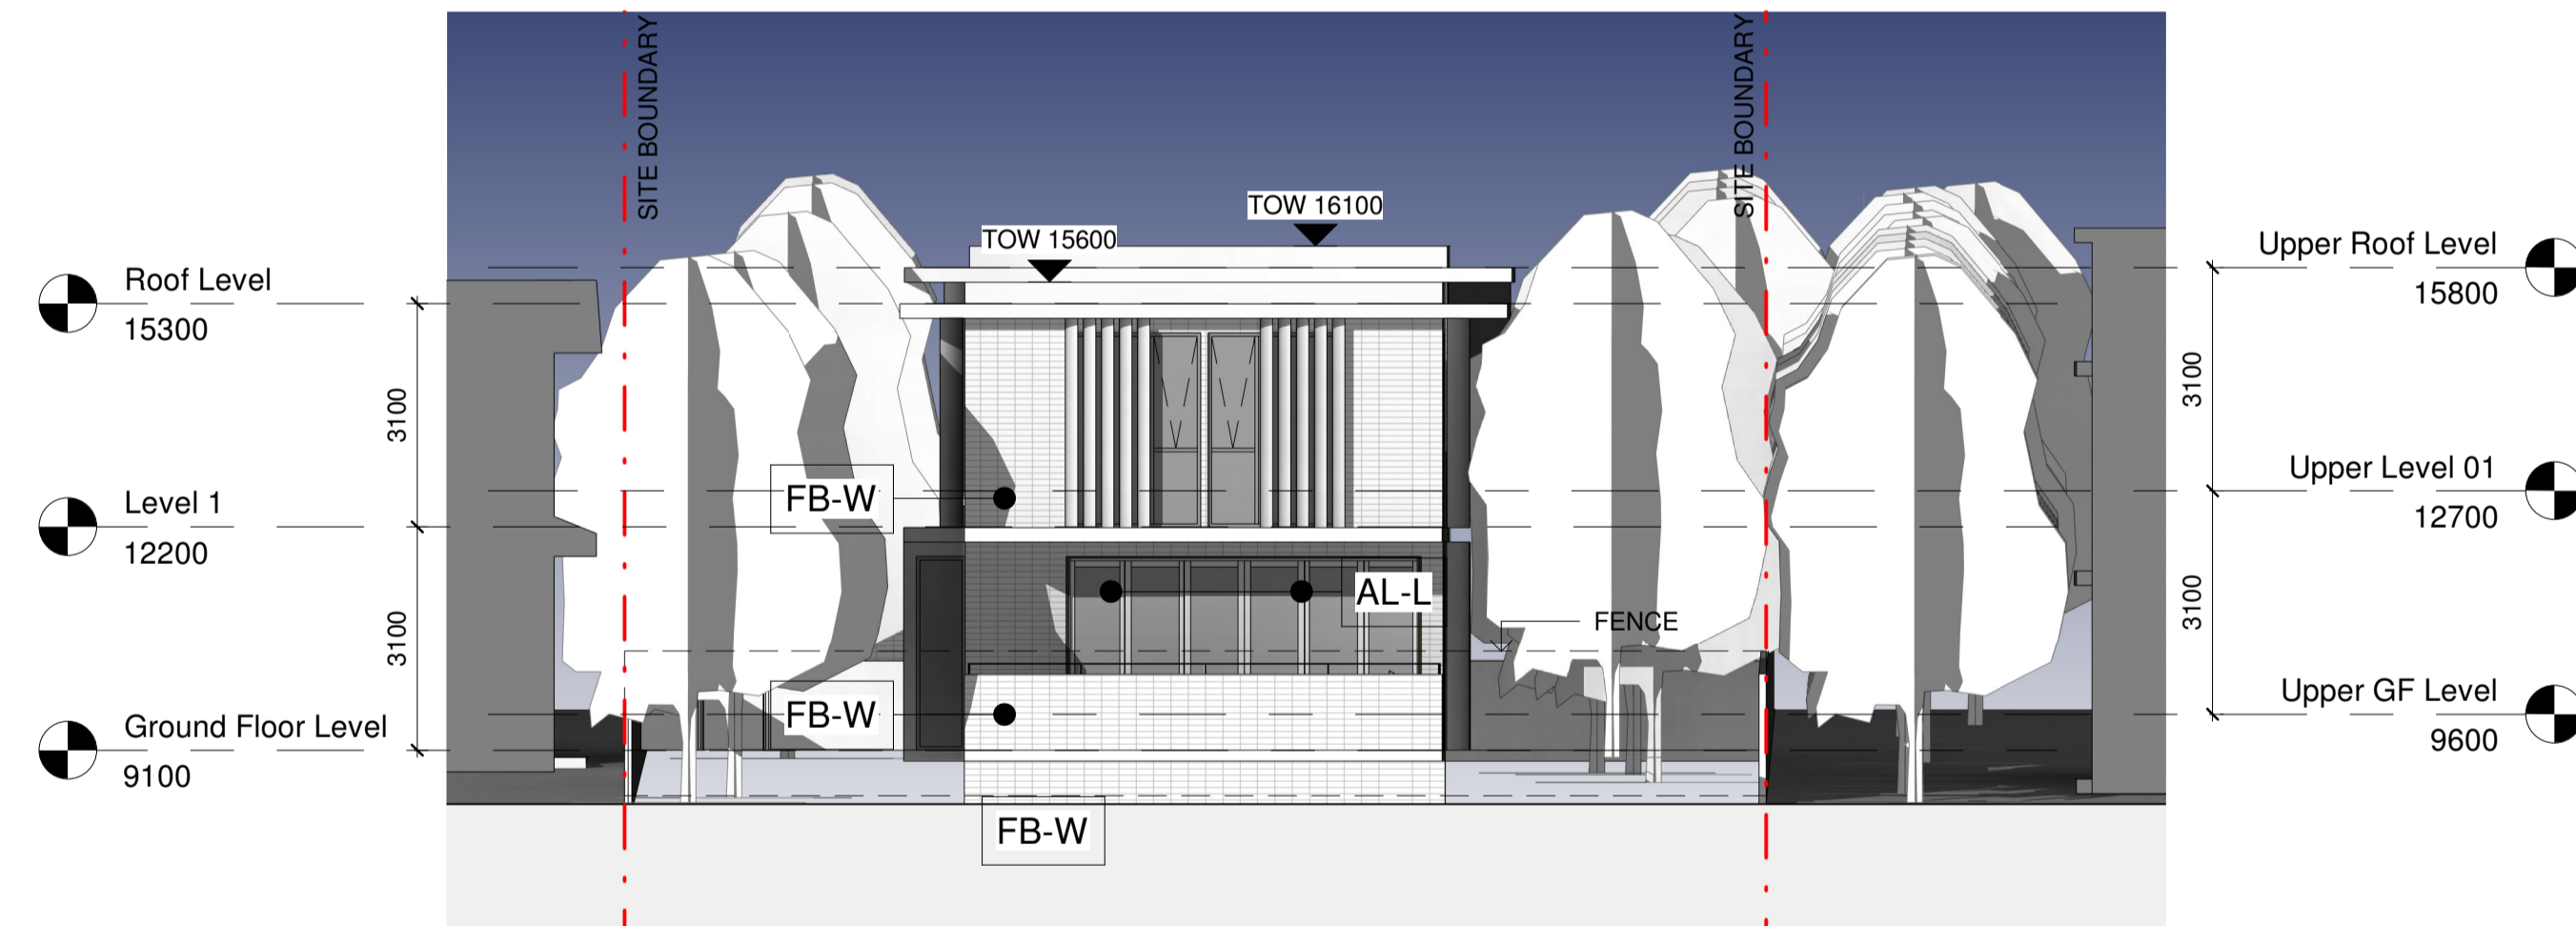 SITE BOUNDARY
SITE BOUNDARY
TOW 16100
TOW 15600
Roof Level
15300
Upper Roof Level
15800
3100
3100
Level 1
12200
FB-W
Upper Level 01
12700
AL-L
FENCE
3100
3100
Ground Floor Level
9100
FB-W
Upper GF Level
9600
FB-W